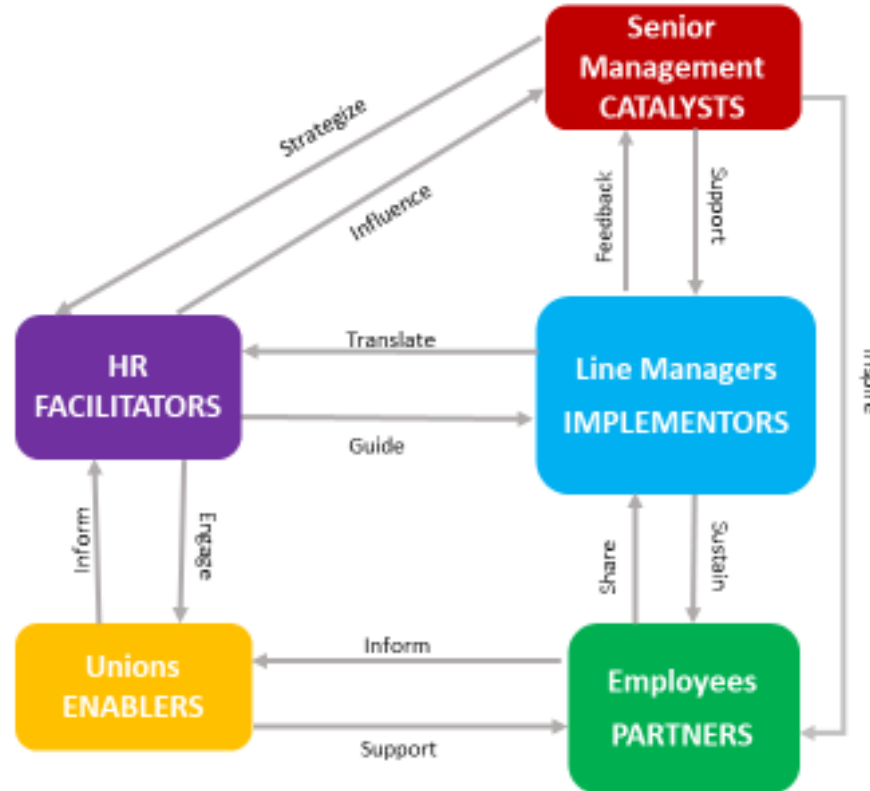 Senior
Management
CATALYSTS
Strategize
Influence
Feedback
Support
HR
FACILITATORS
Translate
Guide
Line Managers
IMPLEMENTORS
Inform
Engage
Share
Sustain
Unions
ENABLERS
Inform
Support
Employees
PARTNERS